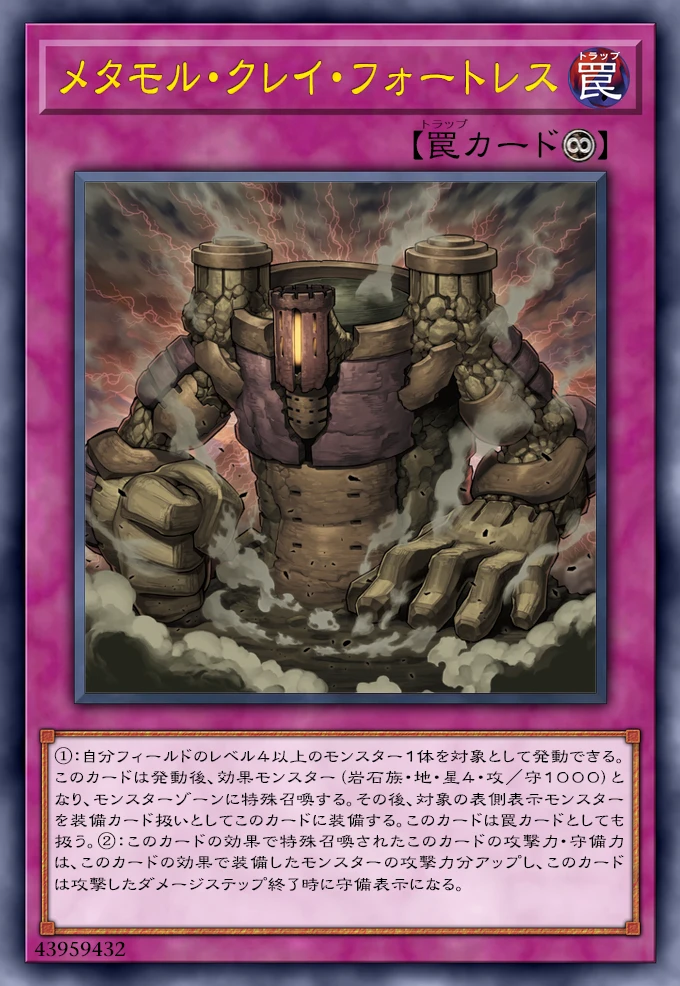 メタモル・クレイ・フォートレス
トラップ
罠
トラップ
【罠カード∞】
①：自分フィールドのレベル４以上のモンスター１体を対象として発動できる。
このカードは発動後、効果モンスター（岩石族・地・星４・攻／守１０００）と
なり、モンスターゾーンに特殊召喚する。その後、対象の表側表示モンスター
を装備カード扱いとしてこのカードに装備する。このカードは罠カードとしても
扱う。②：このカードの効果で特殊召喚されたこのカードの攻撃力・守備力
は、このカードの効果で装備したモンスターの攻撃力分アップし、このカード
は攻撃したダメージステップ終了時に守備表示になる。
43959432